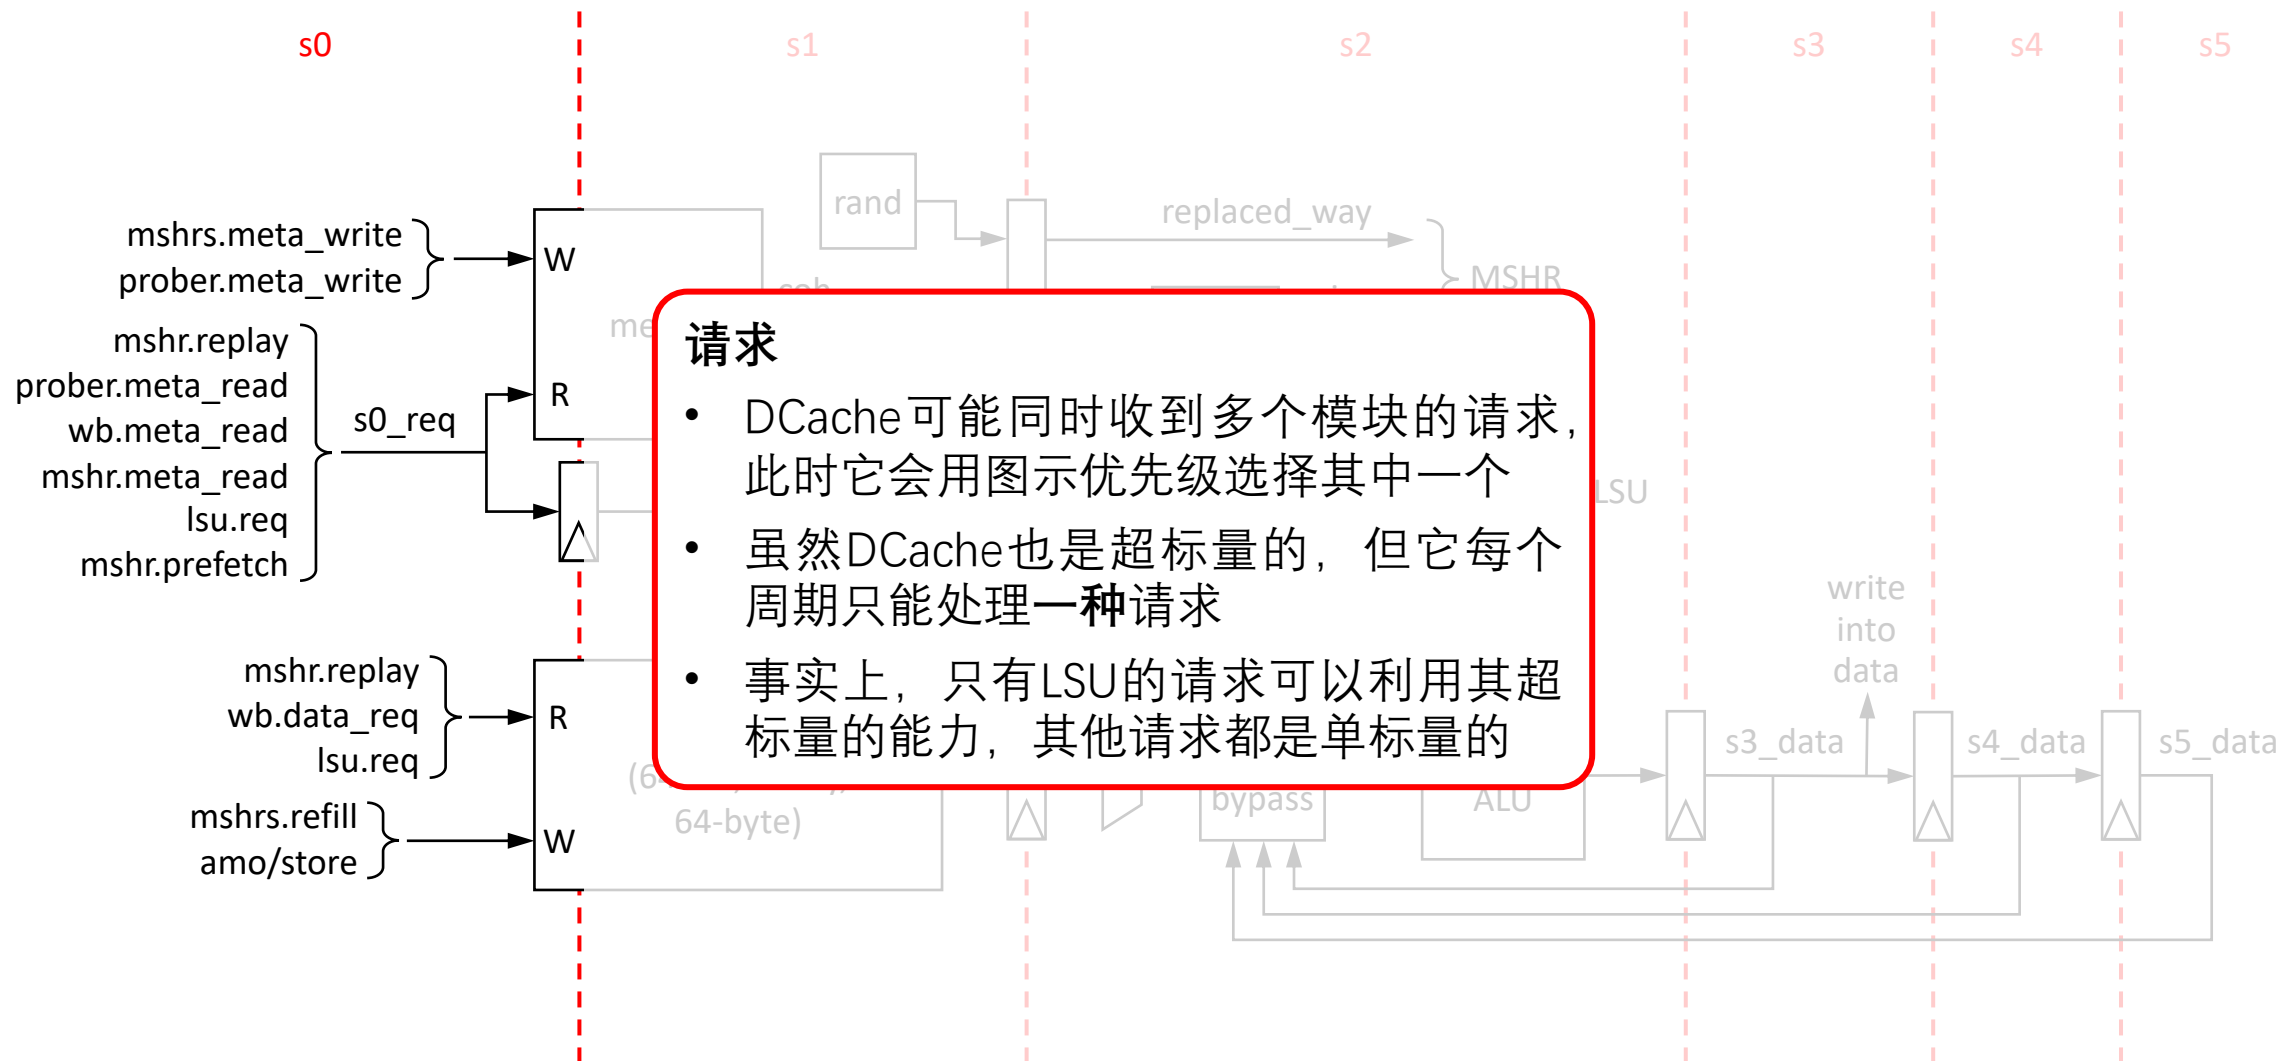 s0
s1
s2
s3
s4
s5
rand
replaced_way
mshrs.meta_write
prober.meta_write
W
MSHR
mshr.replay
prober.meta_read
wb.meta_read
mshr.meta_read
lsu.req
mshr.prefetch
s0_req
R
请求
• DCache可能同时收到多个模块的请求，
此时它会用图示优先级选择其中一个
• 虽然DCache也是超标量的，但它每个
周期只能处理一种请求
• 事实上，只有LSU的请求可以利用其超
标量的能力，其他请求都是单标量的
LSU
write
into
data
mshr.replay
wb.data_req
lsu.req
R
mshrs.refill
amo/store
W
64-byte)
bypass
ALU
s3_data
s4_data
s5_data